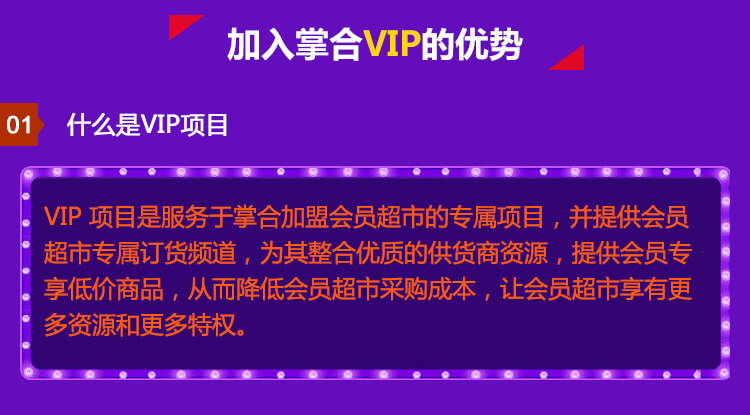 加入掌合VIP的优势
01 什么是VIP项目
VIP 项目是服务于掌合加盟会员超市的专属项目，并提供会员
超市专属订货频道，为其整合优质的供货商资源，提供会员专
享低价商品，从而降低会员超市采购成本，让会员超市享有更
多资源和更多特权。